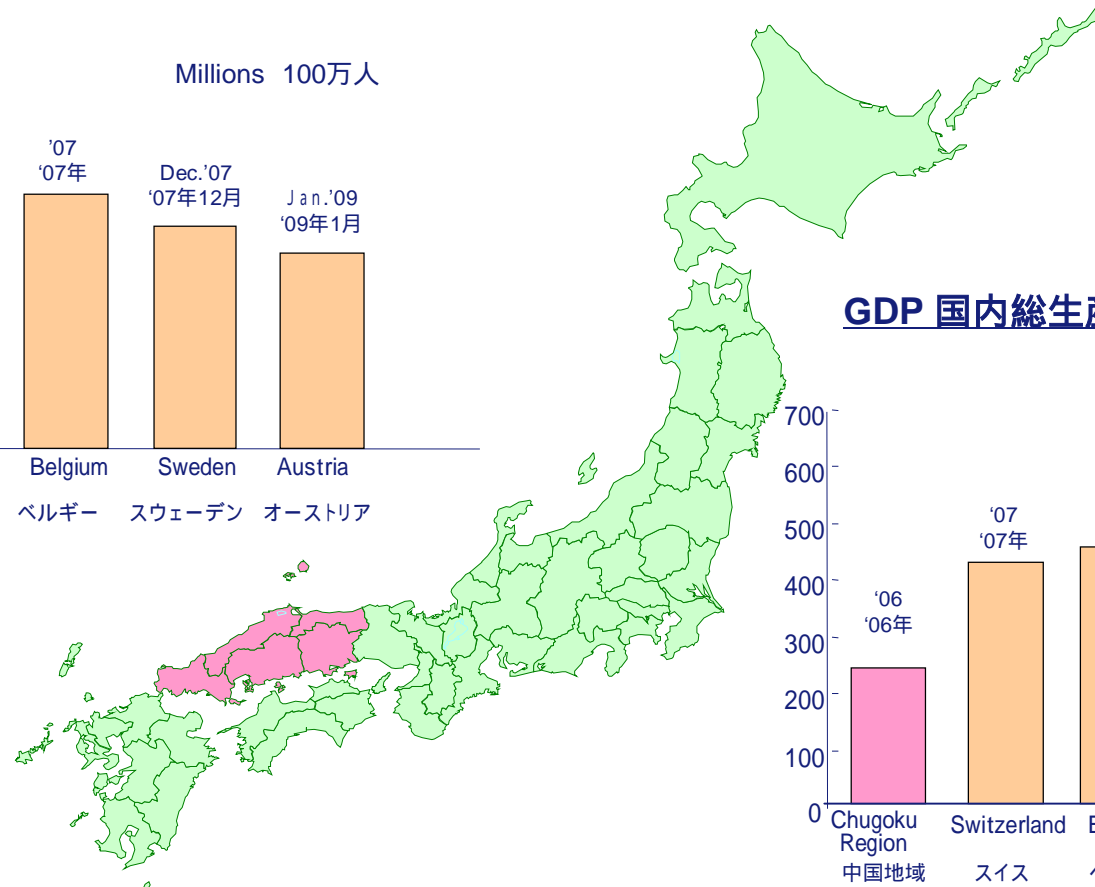 Millions 100万人
'07
‘07年
Dec.'07
‘07年12月
Jan.'09
‘09年1月
Belgium
Sweden
Austria
ベルギー
スウェーデン
オーストリア
GDP 国内総生産
700
600
500
400
300
200
100
0
‘06
‘06年
‘07
‘07年
Chugoku
Region
中国地域
Switzerland
スイス